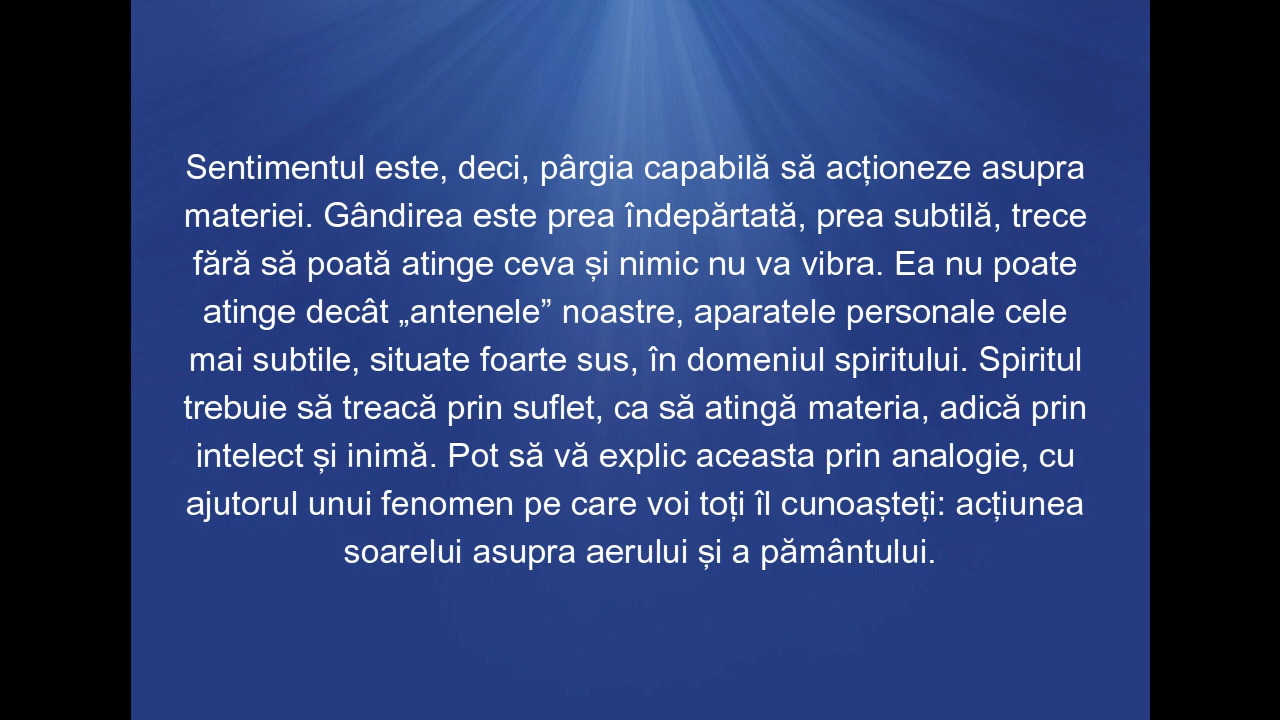 Sentimentul este, deci, pârgia capabilă să acționeze asupra
materiei. Gândirea este prea îndepărtată, prea subtilă, trece
fără să poată atinge ceva și nimic nu va vibra. Ea nu poate
atinge decât „antenele” noastre, aparatele personale cele
mai subtile, situate foarte sus, în domeniul spiritului. Spiritul
trebuie să treacă prin suflet, ca să atingă materia, adică prin
intelect și inimă. Pot să vă explic aceasta prin analogie, cu
ajutorul unui fenomen pe care voi toți îl cunoașteți: acțiunea
soarelui asupra aerului și a pământului.